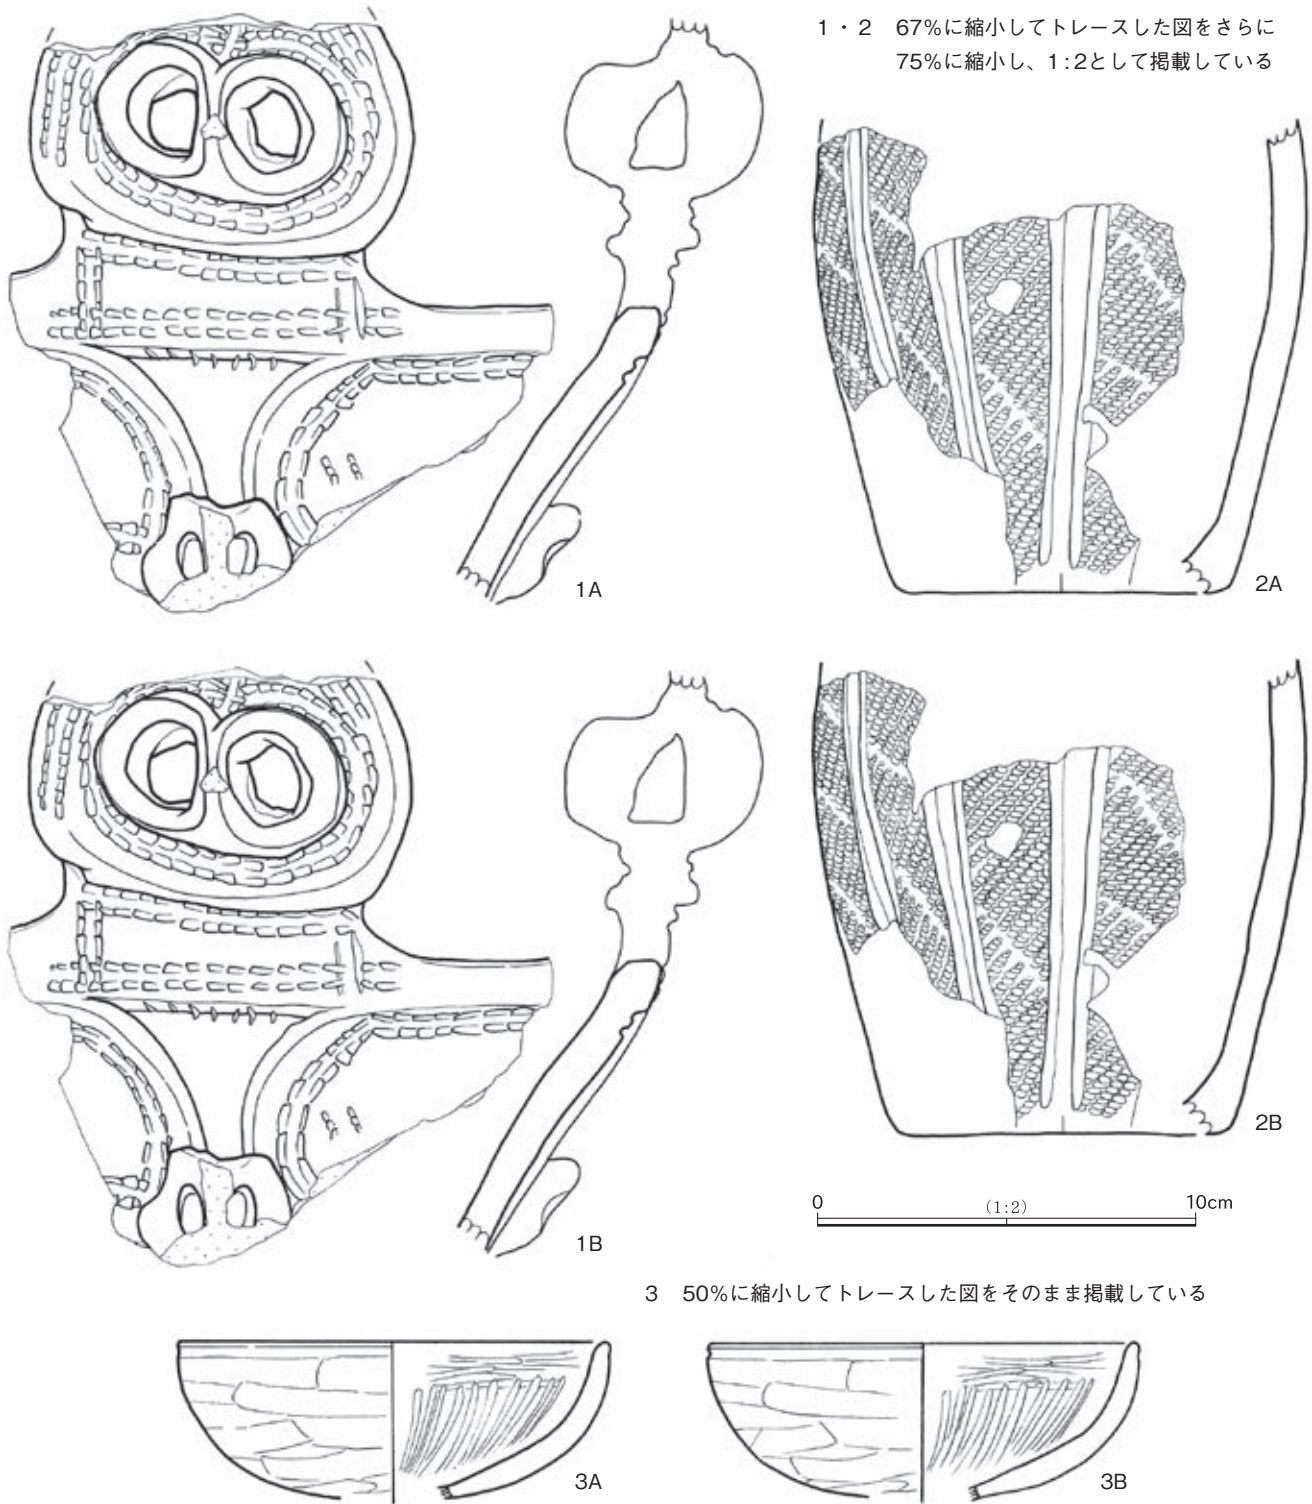 1・2　67%に縮小してトレースした図をさらに
75%に縮小し、1:2として掲載している
1A
2A
1B
2B
0
(1:2)
10cm
3　50%に縮小してトレースした図をそのまま掲載している
3A
3B